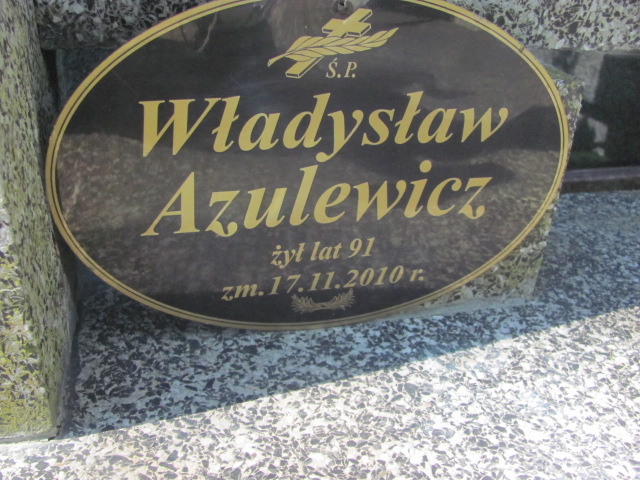 Ś.P.
Władysław
Azulewicz
żył lat 91
zm. 17.11.2010 r.